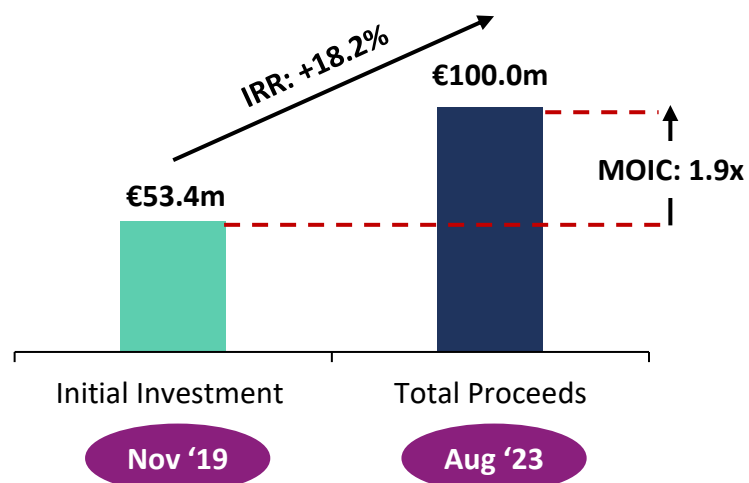 IRR: +18.2%
€100.0m
MOIC: 1.9x
€53.4m
Initial Investment
Total Proceeds
Nov ‘19
Aug ‘23